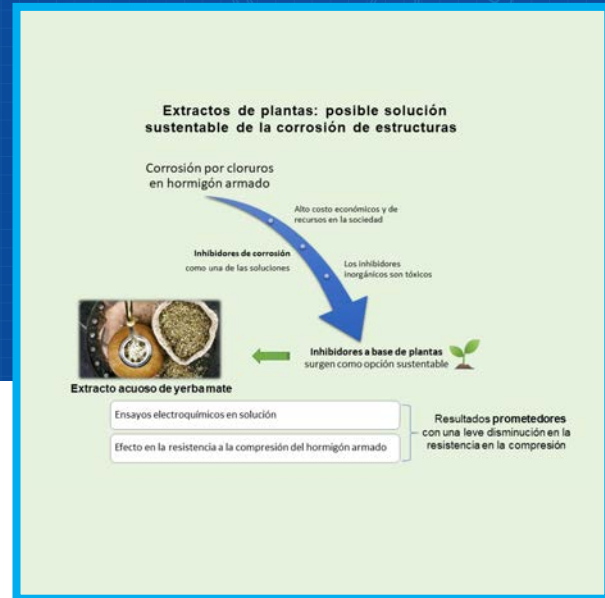 Extractos de plantas: posible solución
sustentable de la corrosión de estructuras
Corrosión por cloruros
en hormigón armado
Alto costo económicos y de
recursos en la sociedad
Inhibidores de corrosión
como una de las soluciones
Los inhibidores
inorgánicos son tóxicos
Inhibidores a base de plantas
surgen como opción sustentable
Extracto acuoso de yerba mate
Ensayos electroquímicos en solución
Efecto en la resistencia a la compresión del hormigón armado
Resultados prometedores
con una leve disminución en la
resistencia en la compresión